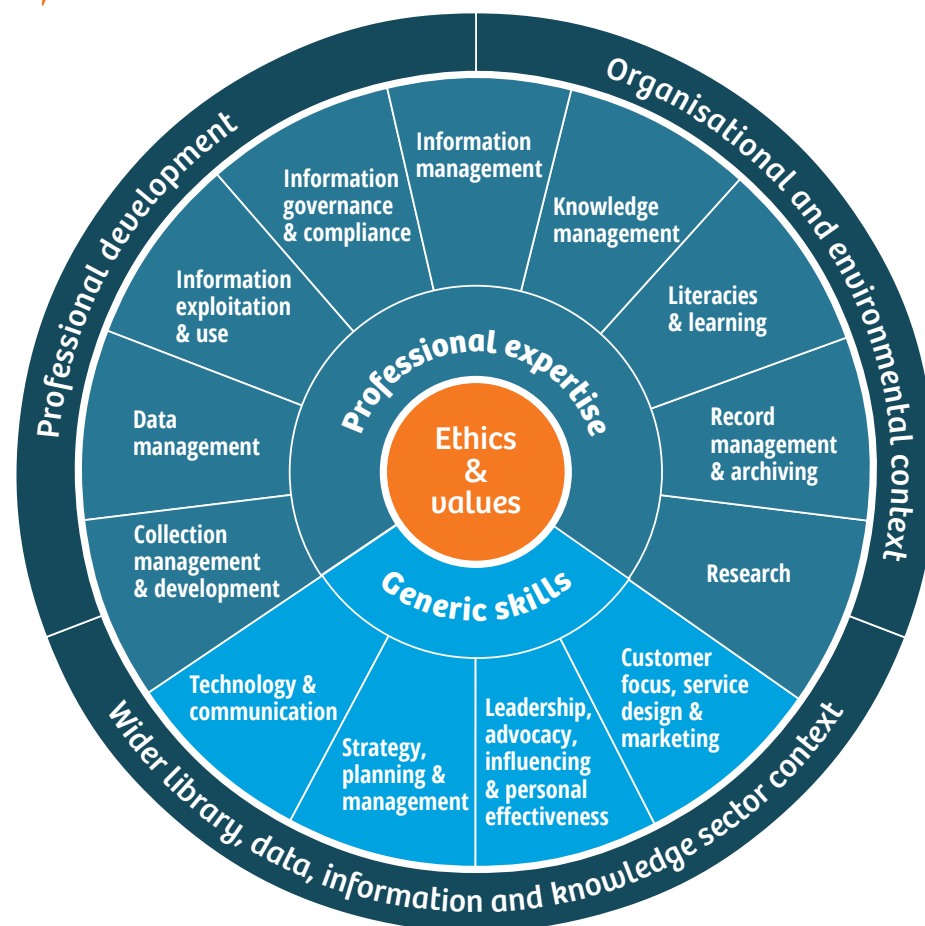 Professional development
Organisational and environmental context
Wider library, data, information and knowledge sector context
Information
management
Knowledge
management
Literacies
& learning
Record
management
& archiving
Research
Customer
focus, service
design &
marketing
Leadership,
advocacy,
influencing
& personal
effectiveness
Strategy,
planning &
management
Technology &
communication
Collection
management
& development
Data
management
Information
exploitation
& use
Information
governance
& compliance
Professional expertise
Ethics
&
values
Generic skills